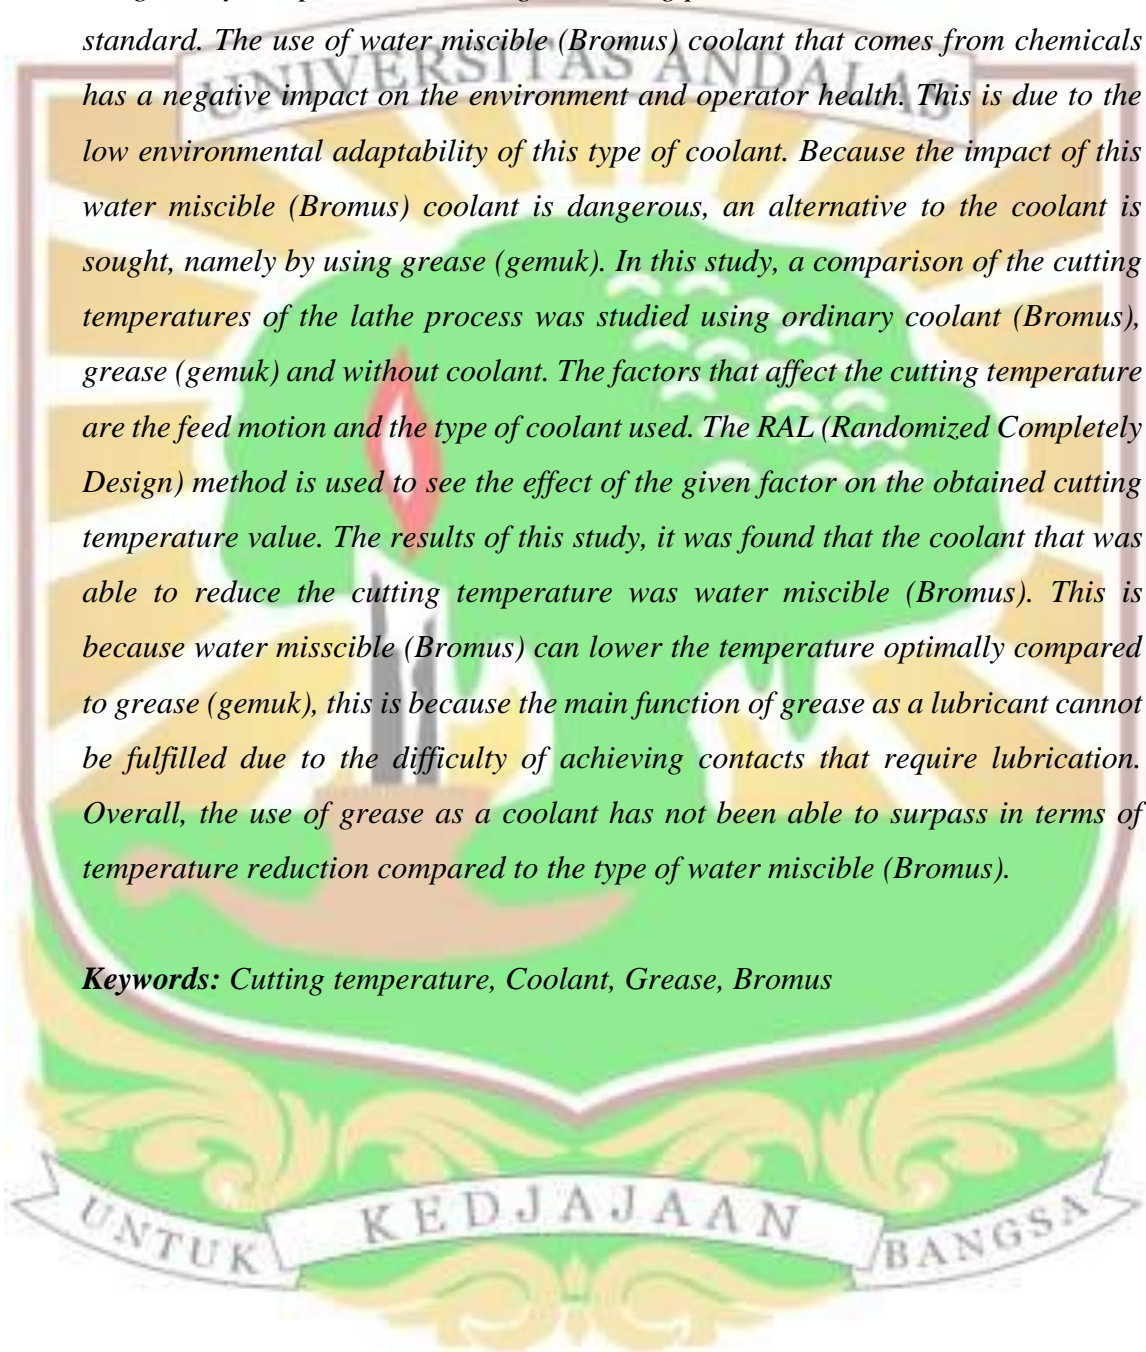 standard. The use of water miscible (Bromus) coolant that comes from chemicals
UNIVERSITAS ANDALAS
has a negative impact on the environment and operator health. This is due to the
low environmental adaptability of this type of coolant. Because the impact of this
water miscible (Bromus) coolant is dangerous, an alternative to the coolant is
sought, namely by using grease (gemuk). In this study, a comparison of the cutting
temperatures of the lathe process was studied using ordinary coolant (Bromus),
grease (gemuk) and without coolant. The factors that affect the cutting temperature
are the feed motion and the type of coolant used. The RAL (Randomized Completely
Design) method is used to see the effect of the given factor on the obtained cutting
temperature value. The results of this study, it was found that the coolant that was
able to reduce the cutting temperature was water miscible (Bromus). This is
because water misscible (Bromus) can lower the temperature optimally compared
to grease (gemuk), this is because the main function of grease as a lubricant cannot
be fulfilled due to the difficulty of achieving contacts that require lubrication.
Overall, the use of grease as a coolant has not been able to surpass in terms of
temperature reduction compared to the type of water miscible (Bromus).
Keywords: Cutting temperature, Coolant, Grease, Bromus
UNTUK KEDJAJAAN BANGSA